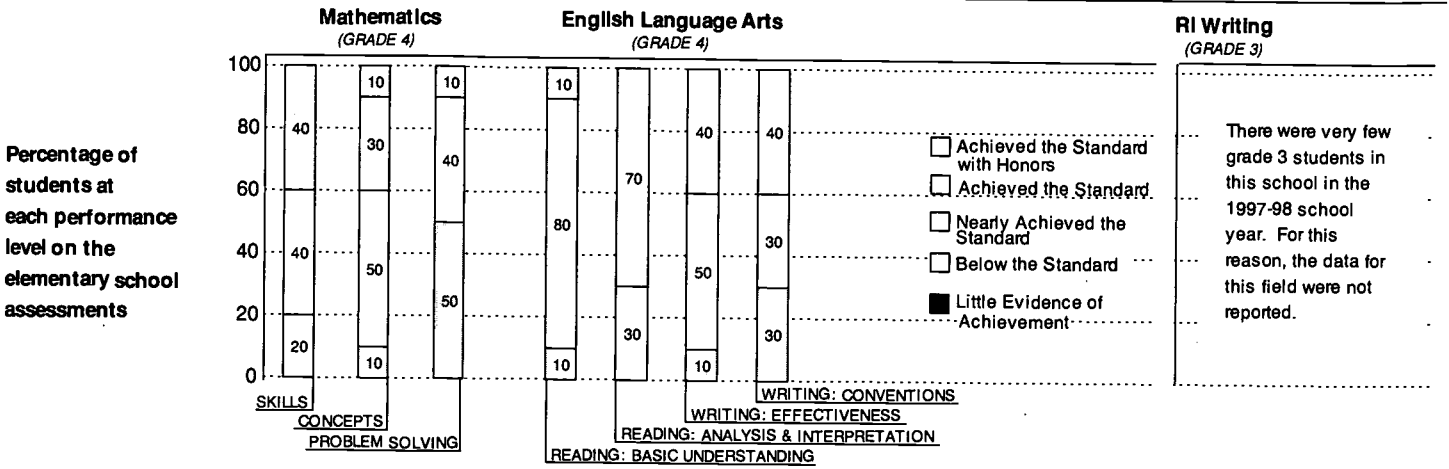 Mathematics
(GRADE 4)
English Language Arts
(GRADE 4)
RI Writing
(GRADE 3)
Percentage of
students at
each performance
level on the
elementary school
assessments
100
80
60
40
20
0
40
40
20
10
30
50
10
10
40
50
10
80
10
70
30
40
50
10
40
30
30
SKILLS
CONCEPTS
PROBLEM SOLVING
WRITING: CONVENTIONS
WRITING: EFFECTIVENESS
READING: ANALYSIS & INTERPRETATION
READING: BASIC UNDERSTANDING
Achieved the Standard
with Honors
Achieved the Standard
Nearly Achieved the
Standard
Below the Standard
Little Evidence of
Achievement
There were very few
grade 3 students in
this school in the
1997-98 school
year. For this
reason, the data for
this field were not
reported.